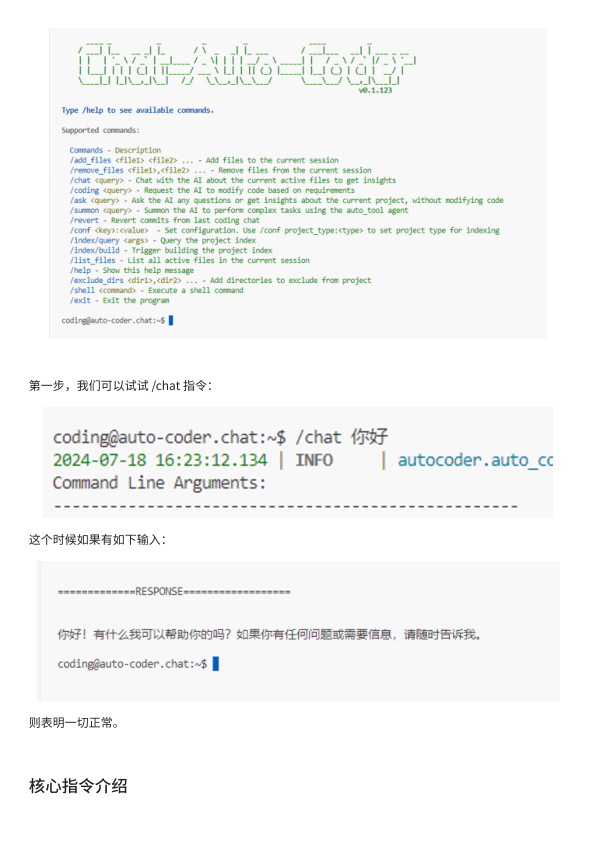 v0.1.123
Type /help to see available commands.
Supported commands:
Commands - Description
/add_files <file1> <file2> ... - Add files to the current session
/remove_files <file1>,<file2> ... - Remove files from the current session
/chat <query> - Chat with the AI about the current active files to get insights
/coding <query> - Request the AI to modify code based on requirements
/ask <query> - Ask the AI any questions or get insights about the current project, without modifying code
/summon <query> - Summon the AI to perform complex tasks using the auto_tool agent
/revert - Revert commits from last coding chat
/conf <key>:<value> - Set configuration. Use /conf project_type:<type> to set project type for indexing
/index/query <args> - Query the project index
/index/build - Trigger building the project index
/list_files - List all active files in the current session
/help - Show this help message
/exclude_dirs <dir1>,<dir2> ... - Add directories to exclude from project
/shell <command> - Execute a shell command
/exit - Exit the program
coding@auto-coder.chat:~$
第一步，我们可以试试 /chat 指令：
coding@auto-coder.chat:~$ /chat 你好
2024-07-18 16:23:12.134 | INFO | autocoder.auto_co
Command Line Arguments:
--------------------------------------------------
这个时候如果有如下输入：
=============RESPONSE==================
你好！有什么我可以帮助你的吗？如果你有任何问题或需要信息，请随时告诉我。
coding@auto-coder.chat:~$
则表明一切正常。
核心指令介绍